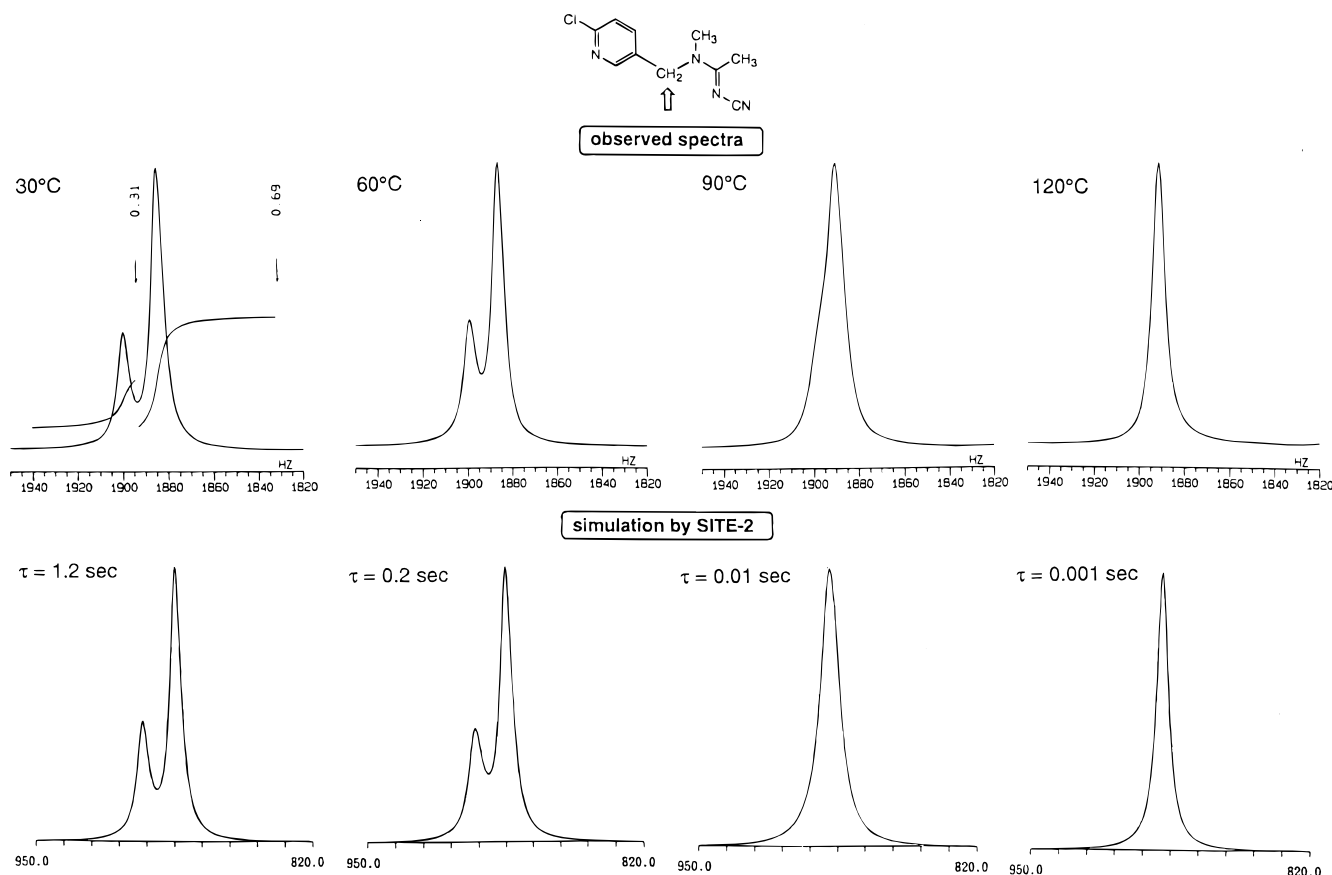 Cl
N
CH₂
N
CH₃
CH₃
N
CN
observed spectra
30°C
0.31
0.69
60°C
90°C
120°C
HZ
1940 1920 1900 1880 1860 1840 1820
HZ
1940 1920 1900 1880 1860 1840 1820
HZ
1940 1920 1900 1880 1860 1840 1820
HZ
1940 1920 1900 1880 1860 1840 1820
simulation by SITE-2
τ = 1.2 sec
τ = 0.2 sec
τ = 0.01 sec
τ = 0.001 sec
950.0 820.0
950.0 820.0
950.0 820.0
950.0 820.0